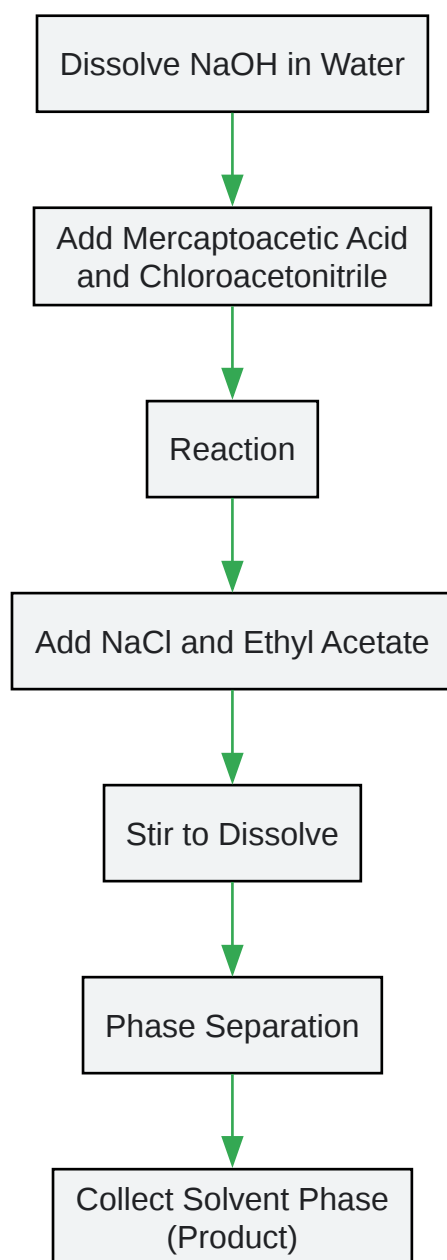 Dissolve NaOH in Water
Add Mercaptoacetic Acid
and Chloroacetonitrile
Reaction
Add NaCl and Ethyl Acetate
Stir to Dissolve
Phase Separation
Collect Solvent Phase
(Product)